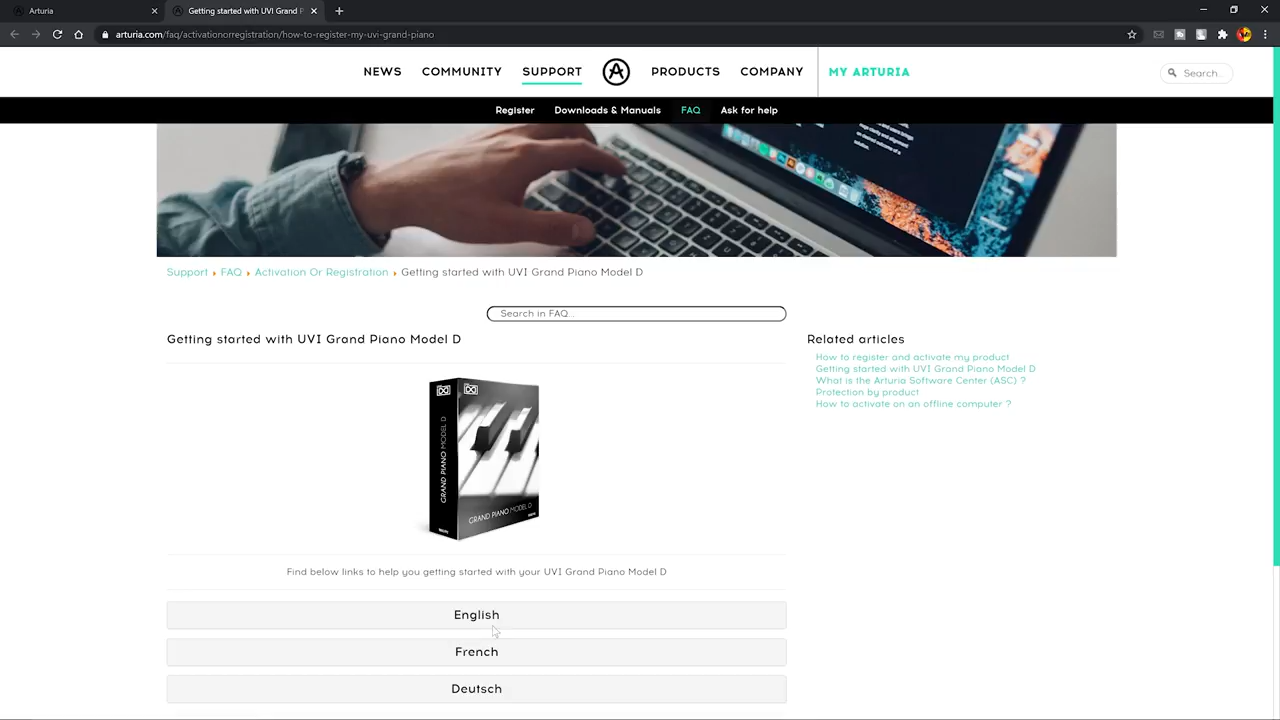 Arturia
Getting started with UVI Grand P
arturia.com/faq/activationorregistration/how-to-register-my-uvi-grand-piano
NEWS COMMUNITY SUPPORT PRODUCTS COMPANY MY ARTURIA
Search...
Register Downloads & Manuals FAQ Ask for help
Support FAQ Activation Or Registration Getting started with UVI Grand Piano Model D
Search in FAQ...
Getting started with UVI Grand Piano Model D
GRAND PIANO MODEL D
GRAND PIANO MODEL D
Find below links to help you getting started with your UVI Grand Piano Model D
English
French
Deutsch
Related articles
How to register and activate my product
Getting started with UVI Grand Piano Model D
What is the Arturia Software Center (ASC) ?
Protection by product
How to activate on an offline computer ?